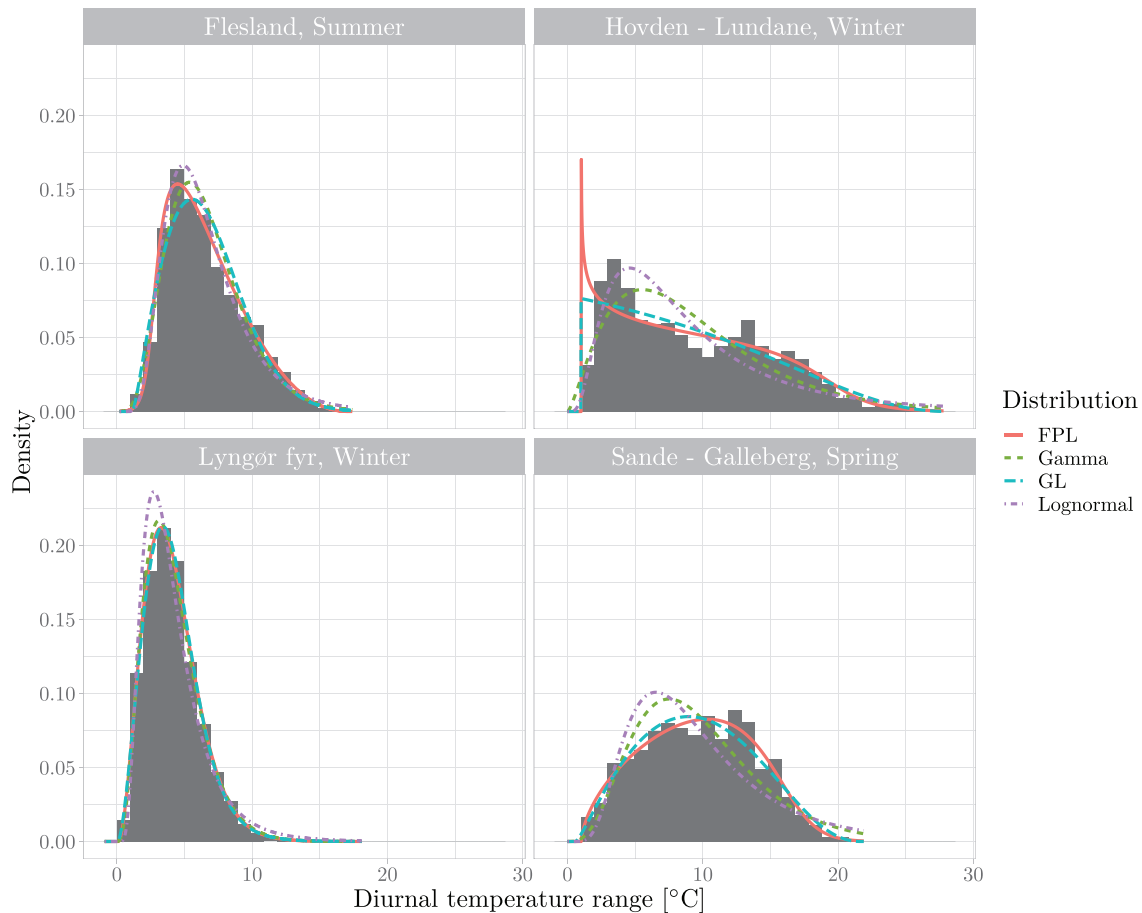 Flesland, Summer
Hovden - Lundane, Winter
0.20
0.15
0.10
0.05
0.00
Lyngør fyr, Winter
Sande - Galleberg, Spring
0.20
0.15
0.10
0.05
0.00
0 10 20 30
0 10 20 30
Density
Diurnal temperature range [°C]
Distribution
FPL
Gamma
GL
Lognormal